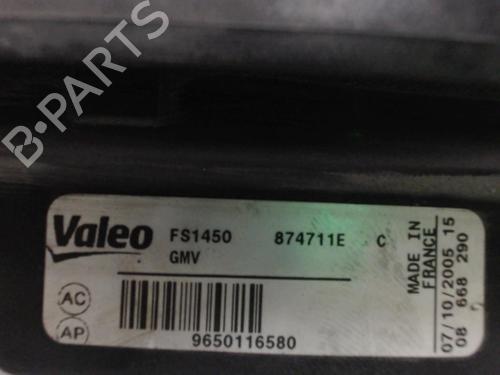 B-PARTS
Valeo FS1450 874711E C
GMV
AC
AP
9650116580
MADE IN
FRANCE
07/10/2005 15
08 668 290